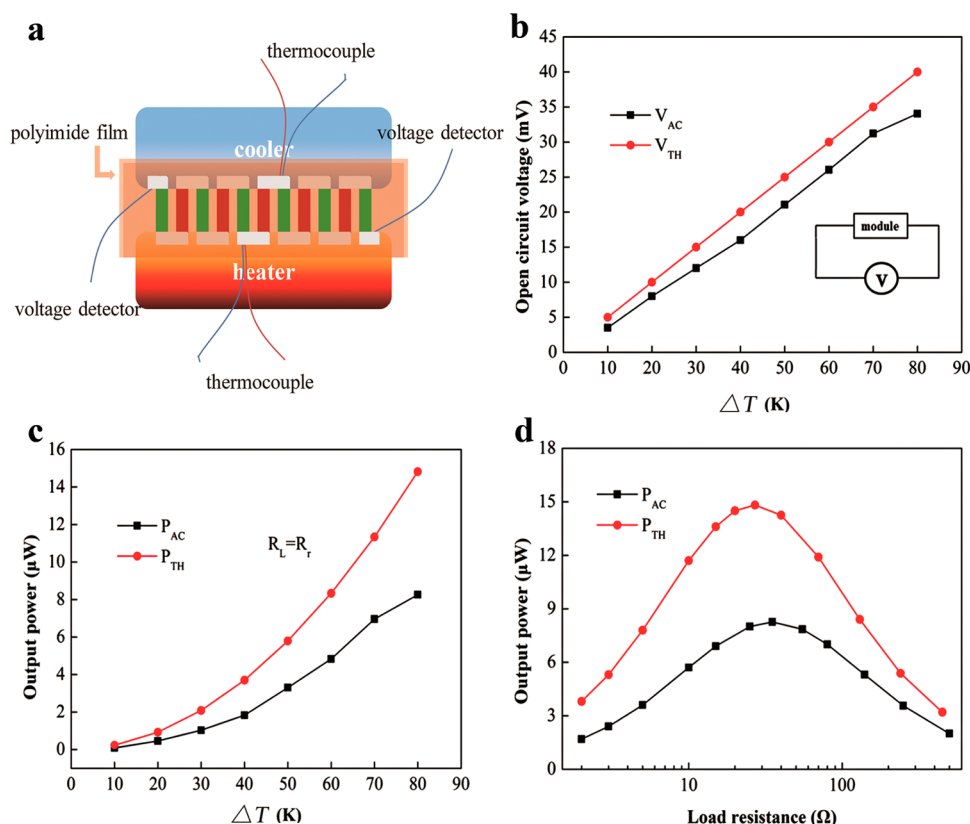 a
thermocouple
polyimide film
voltage detector
cooler
heater
voltage detector
thermocouple
b
Open circuit voltage (mV)
45
40
35
30
25
20
15
10
5
0
V_AC
V_TH
module
V
0 10 20 30 40 50 60 70 80 90
△T (K)
c
Output power (μW)
16
14
12
10
8
6
4
2
0
P_AC
P_TH
R_L=R_r
0 10 20 30 40 50 60 70 80 90
△T (K)
d
Output power (μW)
18
15
12
9
6
3
0
P_AC
P_TH
10 100
Load resistance (Ω)